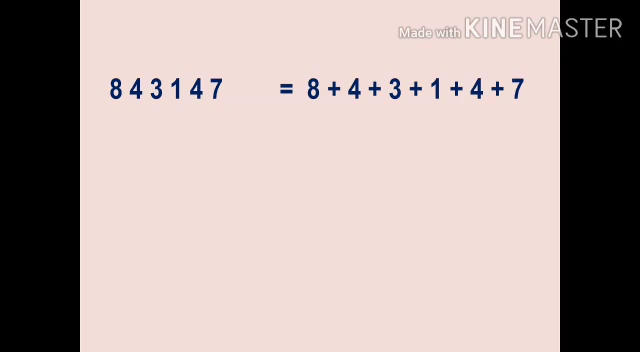 Made with KINEMASTER
8 4 3 1 4 7 = 8 + 4 + 3 + 1 + 4 + 7